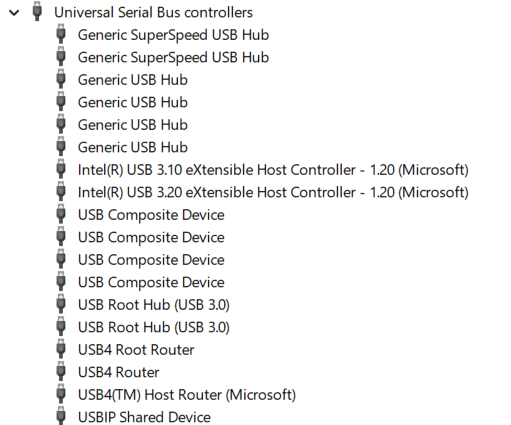 Universal Serial Bus controllers
Generic SuperSpeed USB Hub
Generic SuperSpeed USB Hub
Generic USB Hub
Generic USB Hub
Generic USB Hub
Generic USB Hub
Intel(R) USB 3.10 eXtensible Host Controller - 1.20 (Microsoft)
Intel(R) USB 3.20 eXtensible Host Controller - 1.20 (Microsoft)
USB Composite Device
USB Composite Device
USB Composite Device
USB Composite Device
USB Root Hub (USB 3.0)
USB Root Hub (USB 3.0)
USB4 Root Router
USB4 Router
USB4(TM) Host Router (Microsoft)
USBIP Shared Device